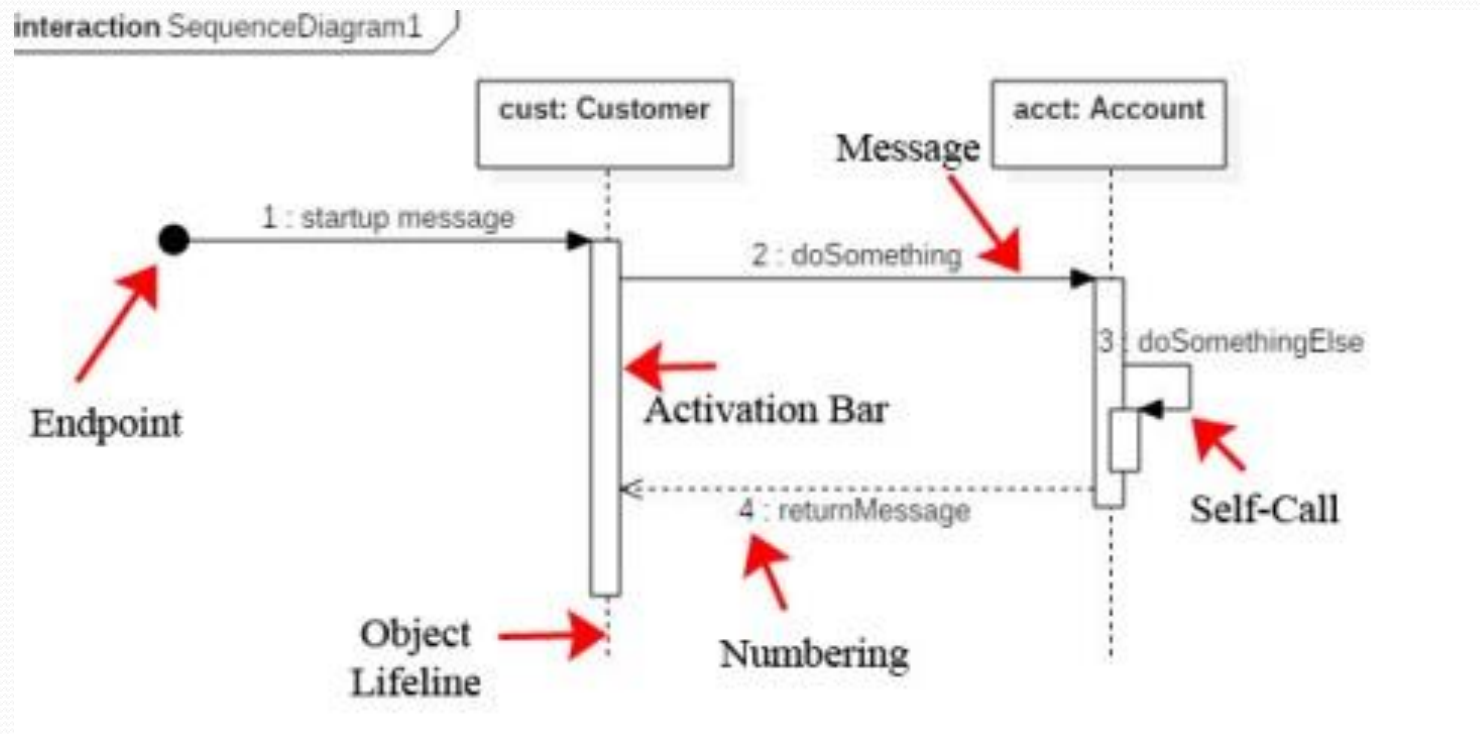 interaction SequenceDiagram1
cust: Customer
acct: Account
Message
1 : startup message
2 : doSomething
3 : doSomethingElse
Endpoint
Activation Bar
4 : returnMessage
Self-Call
Object
Lifeline
Numbering